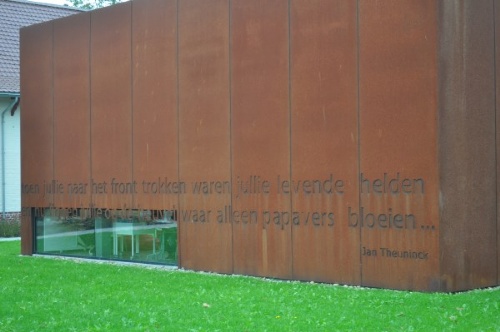 toen jullie naar het front trokken waren jullie levende helden
waar alleen papavers bloeien...
Jan Theuninck